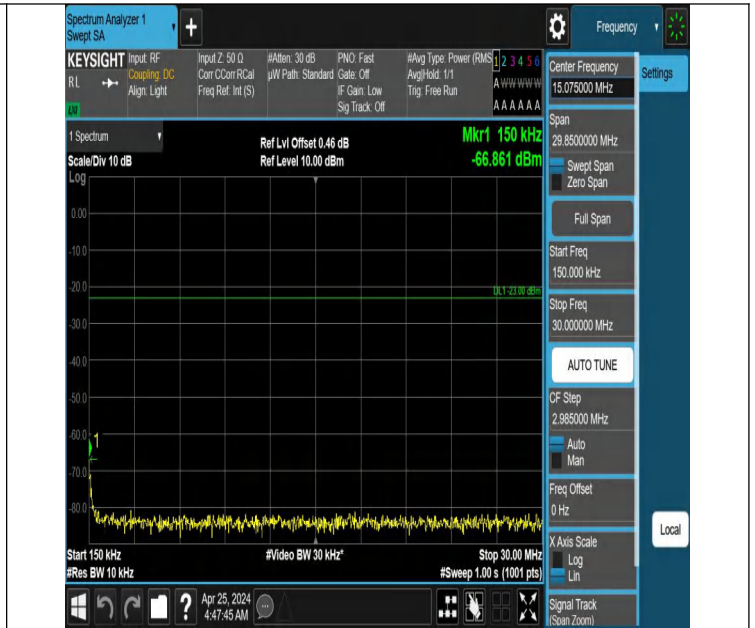 Spectrum Analyzer 1
Swept SA
Frequency
KEYSIGHT
RL
LXI
Input: RF
Coupling: DC
Align: Light
Input Z: 50 Ω
Corr CCorr RCal
Freq Ref: Int (S)
#Atten: 30 dB
µW Path: Standard
PNO: Fast
Gate: Off
IF Gain: Low
Sig Track: Off
#Avg Type: Power (RMS
Avg|Hold: 1/1
Trig: Free Run
1 2 3 4 5 6
A W W W W W
A A A A A A
1 Spectrum
Scale/Div 10 dB
Log
Ref Lvl Offset 0.46 dB
Ref Level 10.00 dBm
Mkr1 150 kHz
-66.861 dBm
0.00
-10.0
-20.0
DL1 -23.00 dBm
-30.0
-40.0
-50.0
-60.0
1
-70.0
-80.0
Start 150 kHz
#Res BW 10 kHz
#Video BW 30 kHz*
Stop 30.00 MHz
#Sweep 1.00 s (1001 pts)
Center Frequency
15.075000 MHz
Settings
Span
29.8500000 MHz
Swept Span
Zero Span
Full Span
Start Freq
150.000 kHz
Stop Freq
30.000000 MHz
AUTO TUNE
CF Step
2.985000 MHz
Auto
Man
Freq Offset
0 Hz
X Axis Scale
Log
Lin
Local
Signal Track
(Span Zoom)
?
Apr 25, 2024
4:47:45 AM